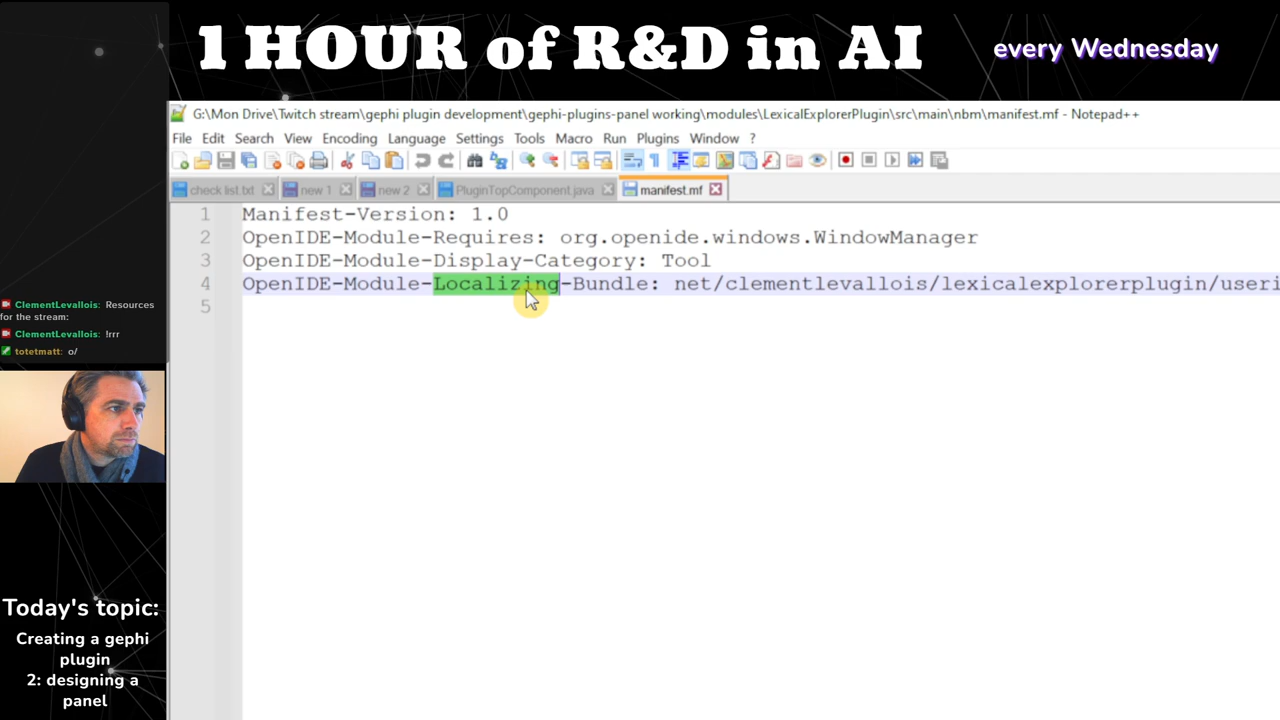 1 HOUR of R&D in AI
every Wednesday
G:\Mon Drive\Twitch stream\gephi plugin development\gephi-plugins-panel working\modules\LexicalExplorerPlugin\src\main\nbm\manifest.mf - Notepad++
File Edit Search View Encoding Language Settings Tools Macro Run Plugins Window ?
check list.txt new 1 new 2 PluginTopComponent.java manifest.mf
1 Manifest-Version: 1.0
2 OpenIDE-Module-Requires: org.openide.windows.WindowManager
3 OpenIDE-Module-Display-Category: Tool
4 OpenIDE-Module-Localizing-Bundle: net/clementlevallois/lexicalexplorerplugin/useri
5
ClementLevallois: Resources
for the stream:
ClementLevallois: !rrr
totetmatt: o/
Today's topic:
Creating a gephi
plugin
2: designing a
panel